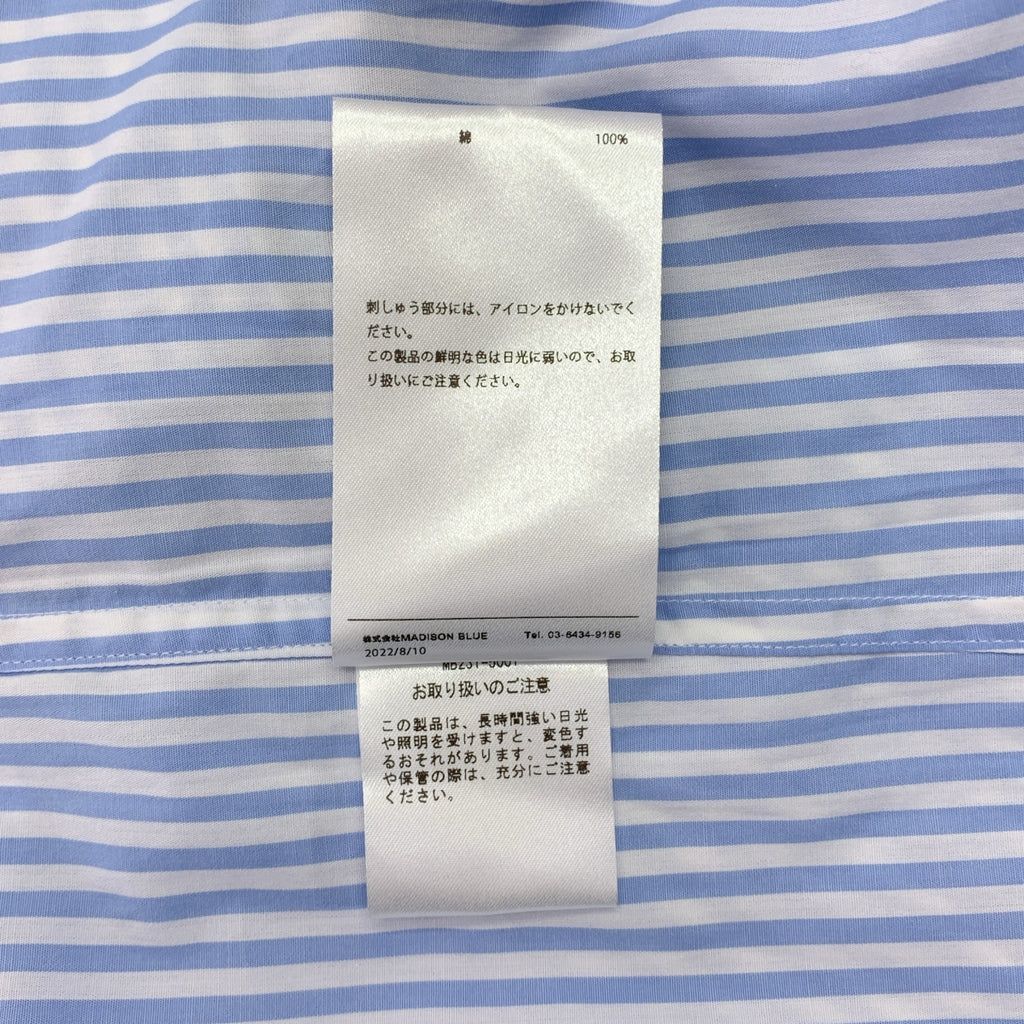 綿 100%
刺しゅう部分には、アイロンをかけないでく
ださい。
この製品の鮮明な色は日光に弱いので、お取
り扱いにご注意ください。
株式会社MADISON BLUE Tel. 03-6434-9156
2022/8/10
MB231-5001
お取り扱いのご注意
この製品は、長時間強い日光
や照明を受けますと、変色す
るおそれがあります。ご着用
や保管の際は、充分にご注意
ください。